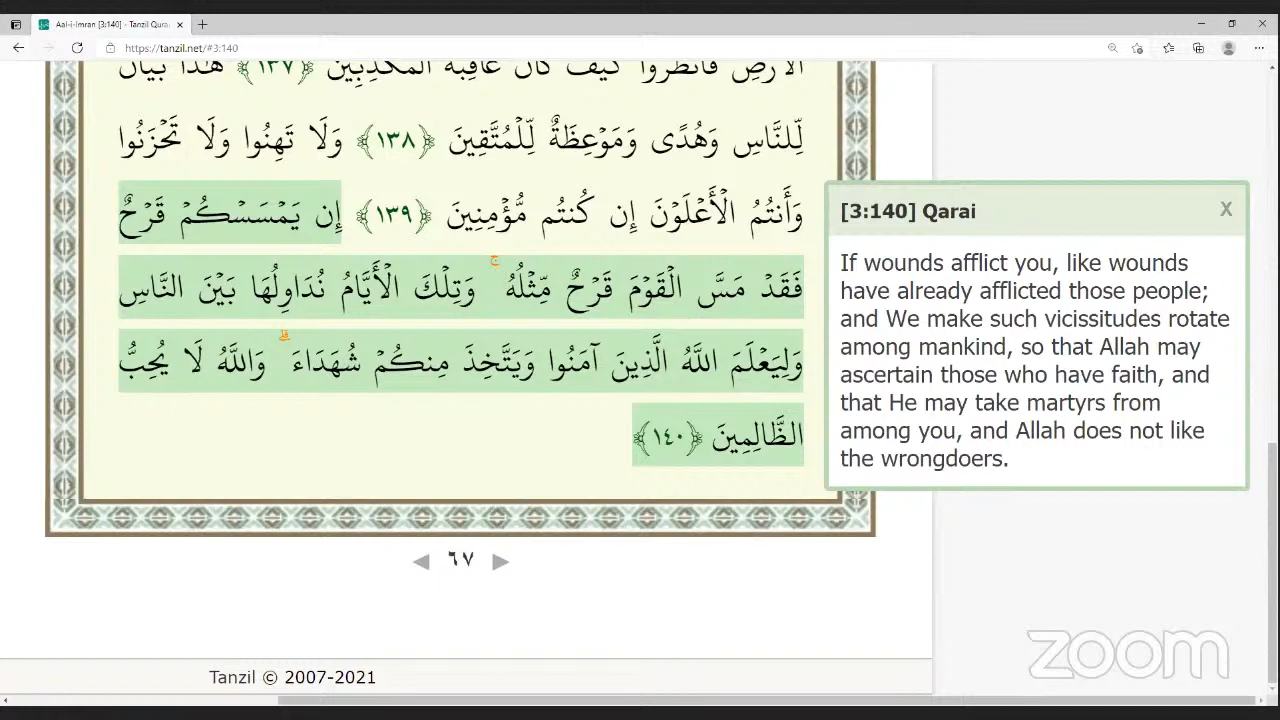 Aal-i-Imran [3:140] - Tanzil Qura
https://tanzil.net/#3:140
الْأَرْضِ فَانظُرُوا كَيْفَ كَانَ عَاقِبَةُ الْمُكَذِّبِينَ ﴿١٣٧﴾ هَـٰذَا بَيَانٌ
لِّلنَّاسِ وَهُدًى وَمَوْعِظَةٌ لِّلْمُتَّقِينَ ﴿١٣٨﴾ وَلَا تَهِنُوا وَلَا تَحْزَنُوا
وَأَنتُمُ الْأَعْلَوْنَ إِن كُنتُم مُّؤْمِنِينَ ﴿١٣٩﴾ إِن يَمْسَسْكُمْ قَرْحٌ
فَقَدْ مَسَّ الْقَوْمَ قَرْحٌ مِّثْلُهُ ۚ وَتِلْكَ الْأَيَّامُ نُدَاوِلُهَا بَيْنَ النَّاسِ
وَلِيَعْلَمَ اللَّهُ الَّذِينَ آمَنُوا وَيَتَّخِذَ مِنكُمْ شُهَدَاءَ ۗ وَاللَّهُ لَا يُحِبُّ
الظَّالِمِينَ ﴿١٤٠﴾
[3:140] Qarai
X
If wounds afflict you, like wounds
have already afflicted those people;
and We make such vicissitudes rotate
among mankind, so that Allah may
ascertain those who have faith, and
that He may take martyrs from
among you, and Allah does not like
the wrongdoers.
٦٧
zoom
Tanzil © 2007-2021